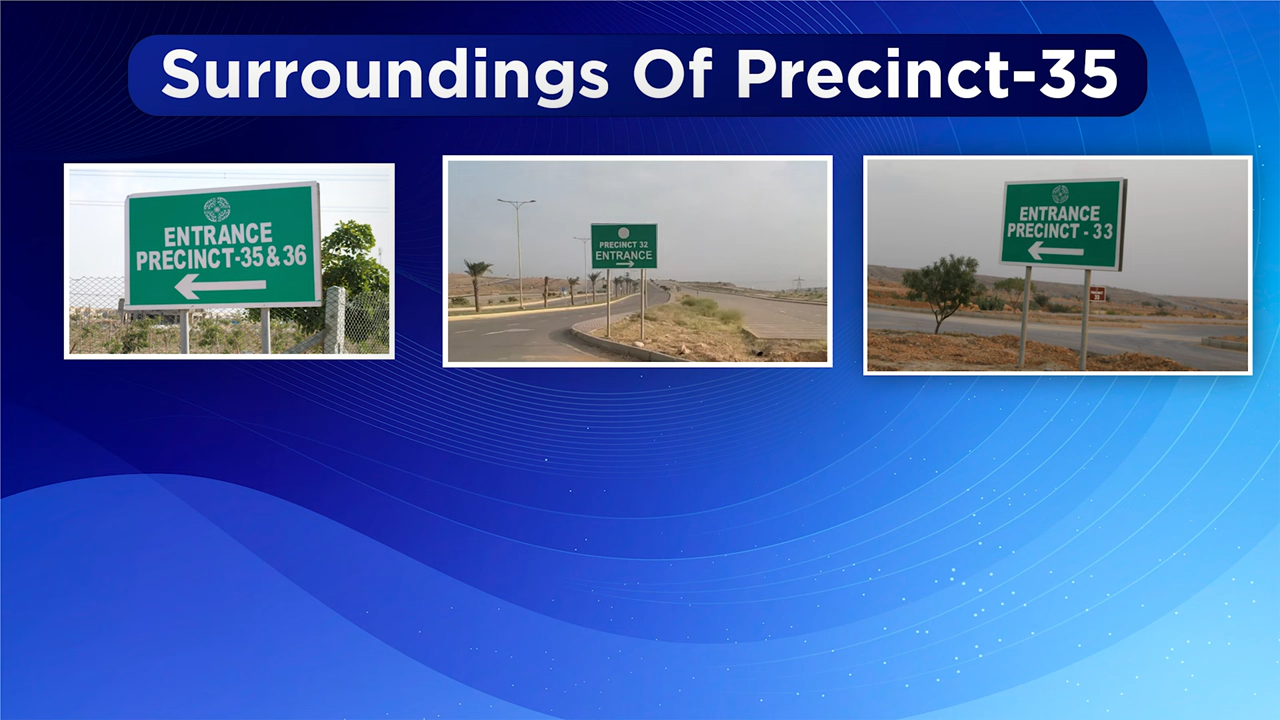 Surroundings Of Precinct-35
ENTRANCE
PRECINCT-35 & 36
PRECINCT 32
ENTRANCE
ENTRANCE
PRECINCT - 33